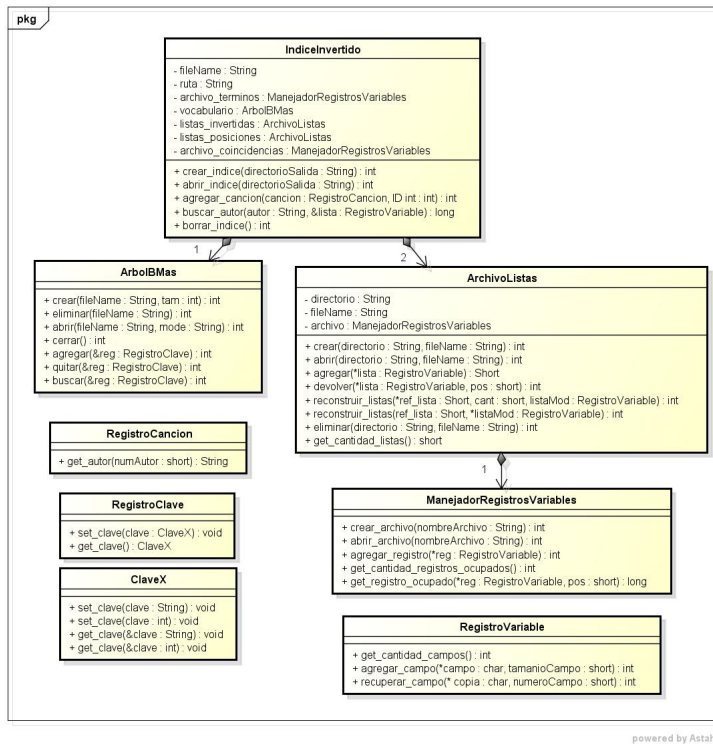 pkg
IndiceInvertido
- fileName : String
- ruta : String
- archivo_terminos : ManejadorRegistrosVariables
- vocabulario : ArbolBMas
- listas_invertidas : ArchivoListas
- listas_posiciones : ArchivoListas
- archivo_coincidencias : ManejadorRegistrosVariables
+ crear_indice(directorioSalida : String) : int
+ abrir_indice(directorioSalida : String) : int
+ agregar_cancion(cancion : RegistroCancion, ID int : int) : int
+ buscar_autor(autor : String, &lista : RegistroVariable) : long
+ borrar_indice() : int
1
2
ArbolBMas
+ crear(fileName : String, tam : int) : int
+ eliminar(fileName : String) : int
+ abrir(fileName : String, mode : String) : int
+ cerrar() : int
+ agregar(&reg : RegistroClave) : int
+ quitar(&reg : RegistroClave) : int
+ buscar(&reg : RegistroClave) : int
ArchivoListas
- directorio : String
- fileName : String
- archivo : ManejadorRegistrosVariables
+ crear(directorio : String, fileName : String) : int
+ abrir(directorio : String, fileName : String) : int
+ agregar(*lista : RegistroVariable) : Short
+ devolver(*lista : RegistroVariable, pos : short) : int
+ reconstruir_listas(*ref_lista : Short, cant : short, listaMod : RegistroVariable) : int
+ reconstruir_listas(ref_lista : Short, *listaMod : RegistroVariable) : int
+ eliminar(directorio : String, fileName : String) : int
+ get_cantidad_listas() : short
1
RegistroCancion
+ get_autor(numAutor : short) : String
RegistroClave
+ set_clave(clave : ClaveX) : void
+ get_clave() : ClaveX
ClaveX
+ set_clave(clave : String) : void
+ set_clave(clave : int) : void
+ get_clave(&clave : String) : void
+ get_clave(&clave : int) : void
ManejadorRegistrosVariables
+ crear_archivo(nombreArchivo : String) : int
+ abrir_archivo(nombreArchivo : String) : int
+ agregar_registro(*reg : RegistroVariable) : int
+ get_cantidad_registros_ocupados() : int
+ get_registro_ocupado(*reg : RegistroVariable, pos : short) : long
RegistroVariable
+ get_cantidad_campos() : int
+ agregar_campo(*campo : char, tamanioCampo : short) : int
+ recuperar_campo(* copia : char, numeroCampo : short) : int
powered by Astah